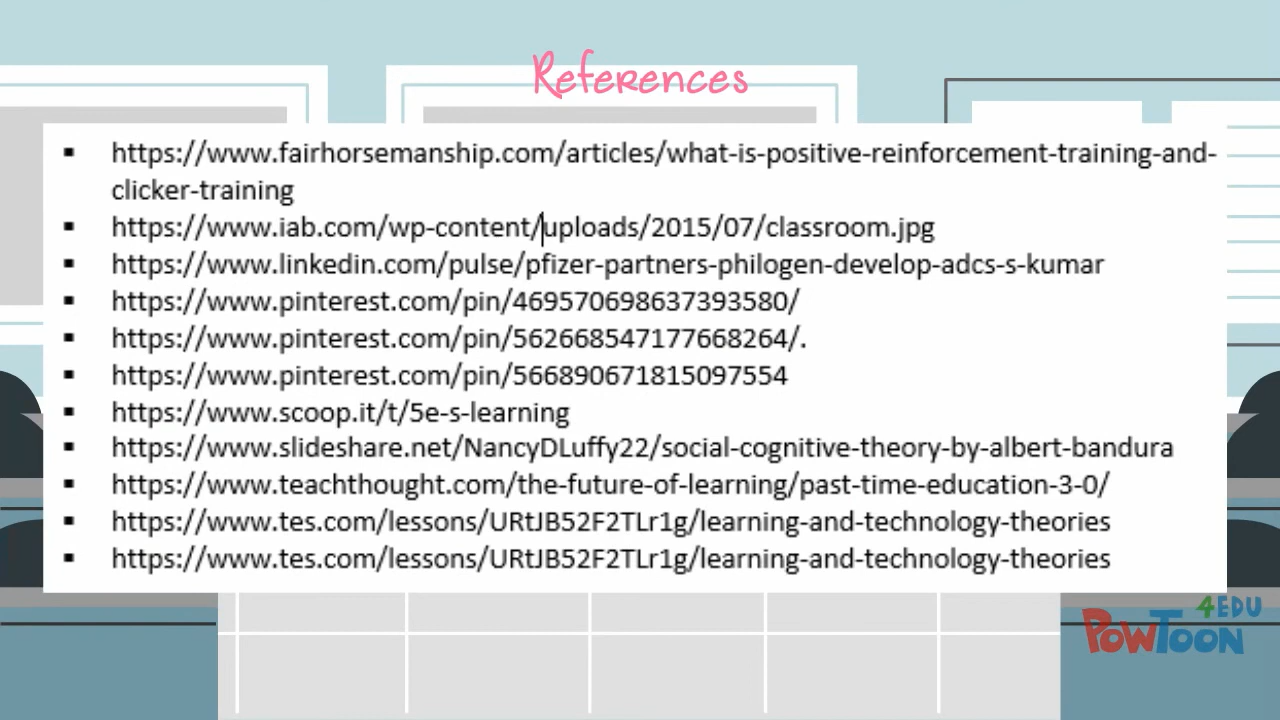 References
▪ https://www.fairhorsemanship.com/articles/what-is-positive-reinforcement-training-and-
clicker-training
▪ https://www.iab.com/wp-content/uploads/2015/07/classroom.jpg
▪ https://www.linkedin.com/pulse/pfizer-partners-philogen-develop-adcs-s-kumar
▪ https://www.pinterest.com/pin/469570698637393580/
▪ https://www.pinterest.com/pin/562668547177668264/.
▪ https://www.pinterest.com/pin/566890671815097554
▪ https://www.scoop.it/t/5e-s-learning
▪ https://www.slideshare.net/NancyDLuffy22/social-cognitive-theory-by-albert-bandura
▪ https://www.teachthought.com/the-future-of-learning/past-time-education-3-0/
▪ https://www.tes.com/lessons/URtJB52F2TLr1g/learning-and-technology-theories
▪ https://www.tes.com/lessons/URtJB52F2TLr1g/learning-and-technology-theories
4EDU
POWTOON